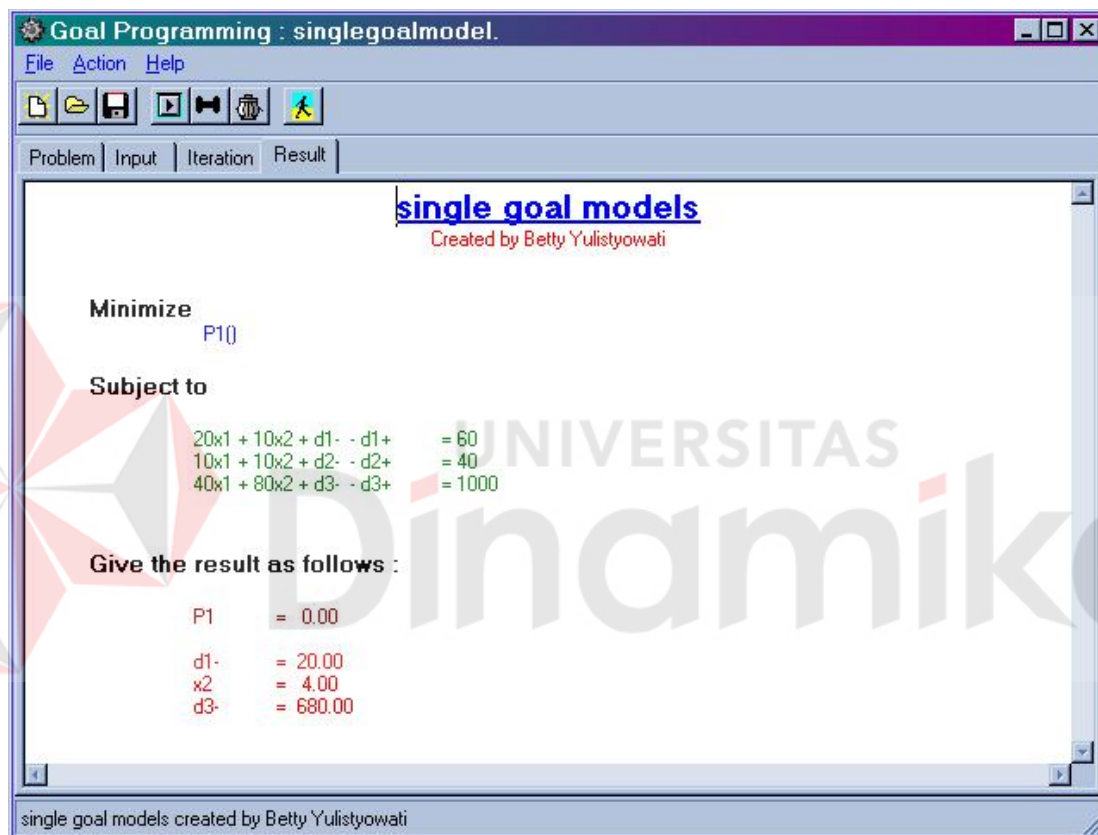 Goal Programming : singlegoalmodel.
File Action Help
Problem Input Iteration Result
single goal models
Created by Betty Yulistyowati
Minimize
P1()
Subject to
20x1 + 10x2 + d1- - d1+ = 60
10x1 + 10x2 + d2- - d2+ = 40
40x1 + 80x2 + d3- - d3+ = 1000
UNIVERSITAS
Dinamika
Give the result as follows :
P1 = 0.00
d1- = 20.00
x2 = 4.00
d3- = 680.00
single goal models created by Betty Yulistyowati